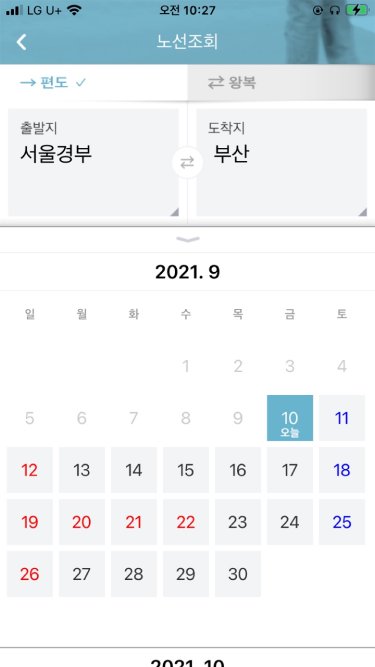 LG U+ 오전 10:27
노선조회
편도 왕복
출발지 도착지
서울경부 부산
2021. 9
일 월 화 수 목 금 토
1 2 3 4
5 6 7 8 9 10 11
오늘
12 13 14 15 16 17 18
19 20 21 22 23 24 25
26 27 28 29 30
2021. 10